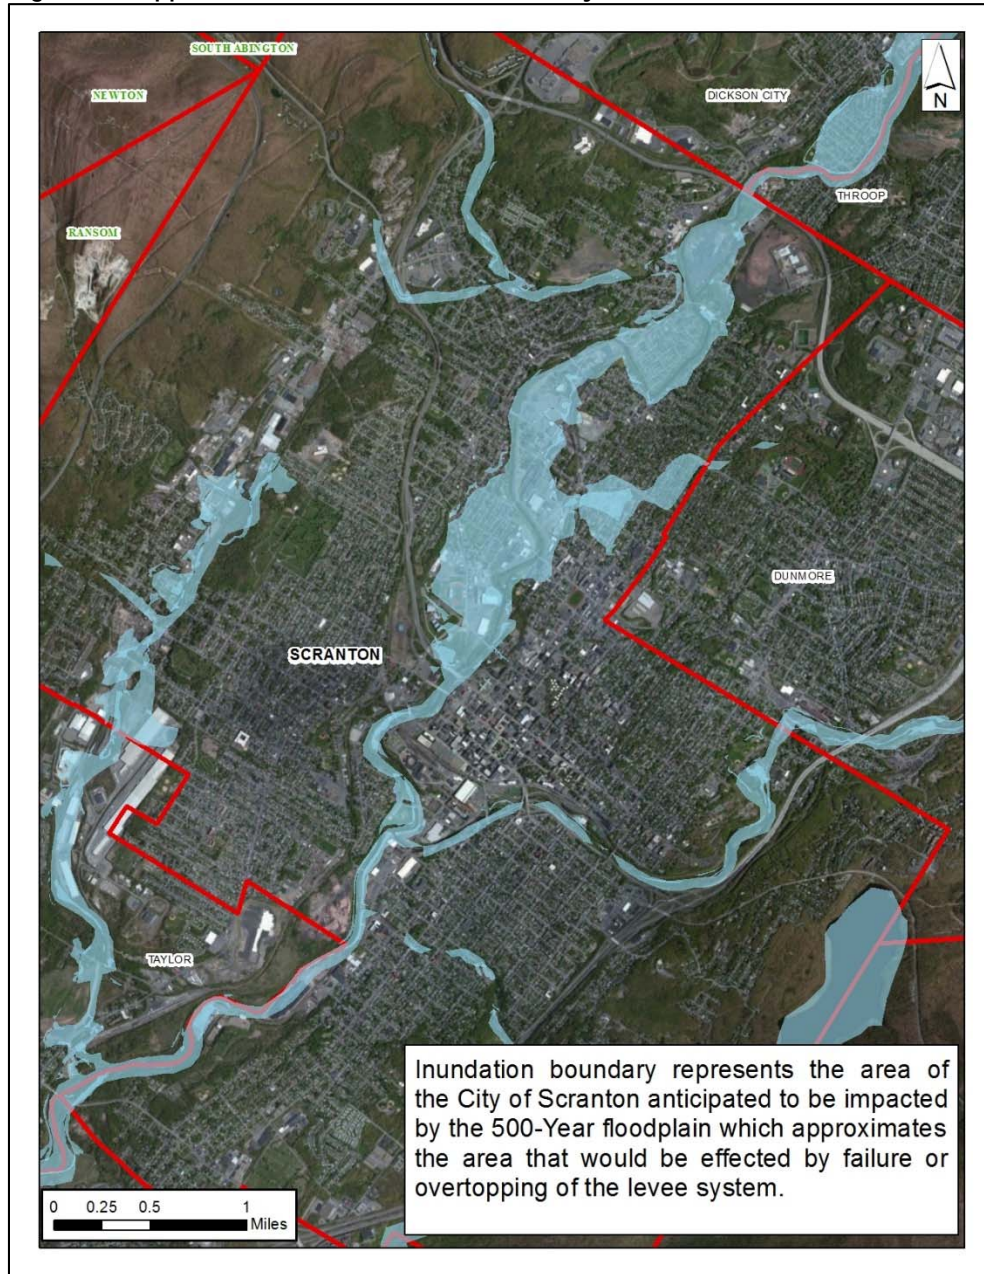 SOUTH ABINGTON
NEWTON
DICKSON CITY
N
THROOP
RANSOM
DUNMORE
SCRANTON
TAYLOR
Inundation boundary represents the area of
the City of Scranton anticipated to be impacted
by the 500-Year floodplain which approximates
the area that would be effected by failure or
overtopping of the levee system.
0 0.25 0.5 1
Miles